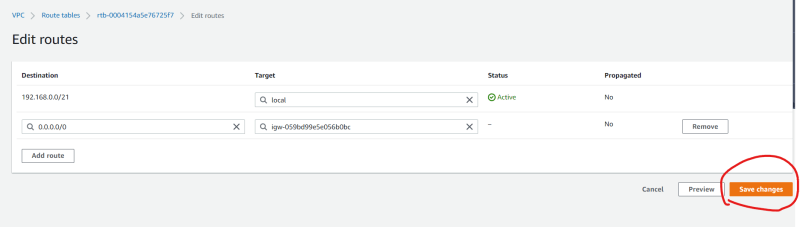 VPC > Route tables > rtb-0004154a5e76725f7 > Edit routes
Edit routes
Destination Target Status Propagated
192.168.0.0/21 local Active No
0.0.0.0/0 igw-059bd99e5e056b0bc – No Remove
Add route
Cancel Preview Save changes